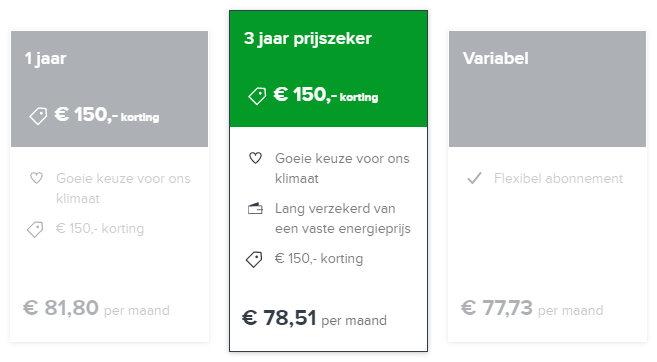 1 jaar
€ 150,- korting
Goeie keuze voor ons
klimaat
€ 150,- korting
€ 81,80 per maand
3 jaar prijszeker
€ 150,- korting
Goeie keuze voor ons
klimaat
Lang verzekerd van
een vaste energieprijs
€ 150,- korting
€ 78,51 per maand
Variabel
Flexibel abonnement
€ 77,73 per maand